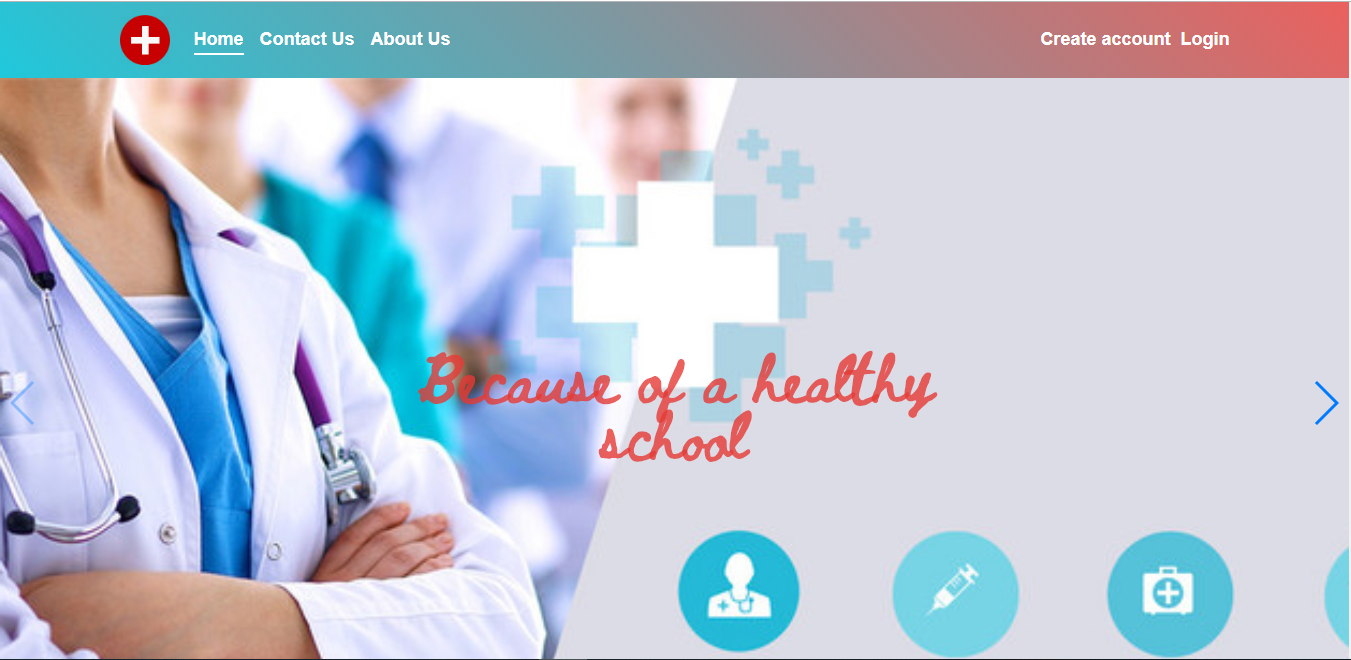 Home Contact Us About Us Create account Login
Because of a healthy
school